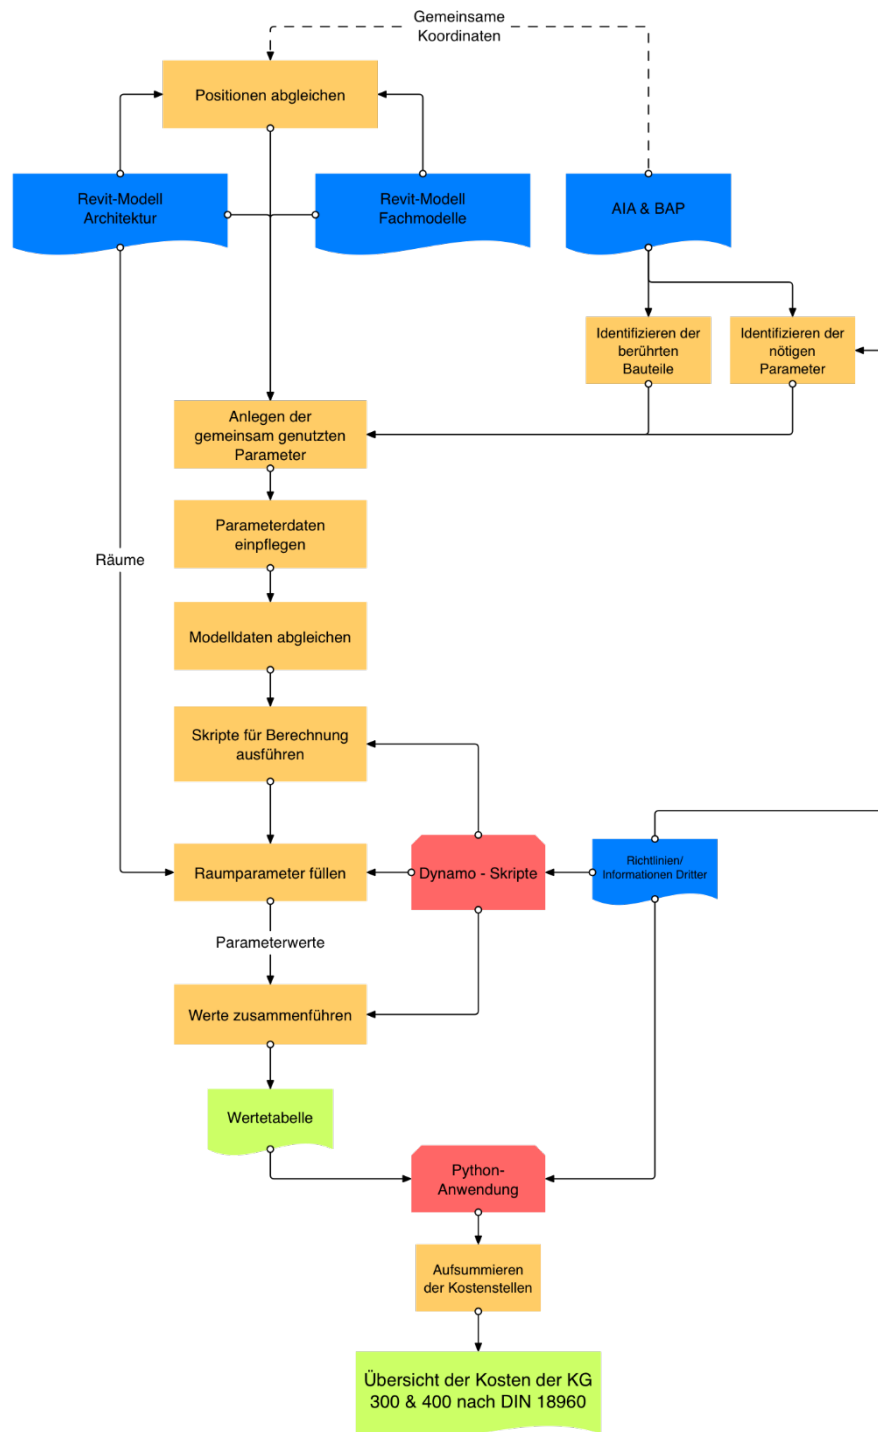 Gemeinsame
Koordinaten
Positionen abgleichen
Revit-Modell
Architektur
Revit-Modell
Fachmodelle
AIA & BAP
Identifizieren der
berührten
Bauteile
Identifizieren der
nötigen
Parameter
Anlegen der
gemeinsam genutzten
Parameter
Parameterdaten
einpflegen
Räume
Modelldaten abgleichen
Skripte für Berechnung
ausführen
Raumparameter füllen
Dynamo - Skripte
Richtlinien/
Informationen Dritter
Parameterwerte
Werte zusammenführen
Wertetabelle
Python-
Anwendung
Aufsummieren
der Kostenstellen
Übersicht der Kosten der KG
300 & 400 nach DIN 18960